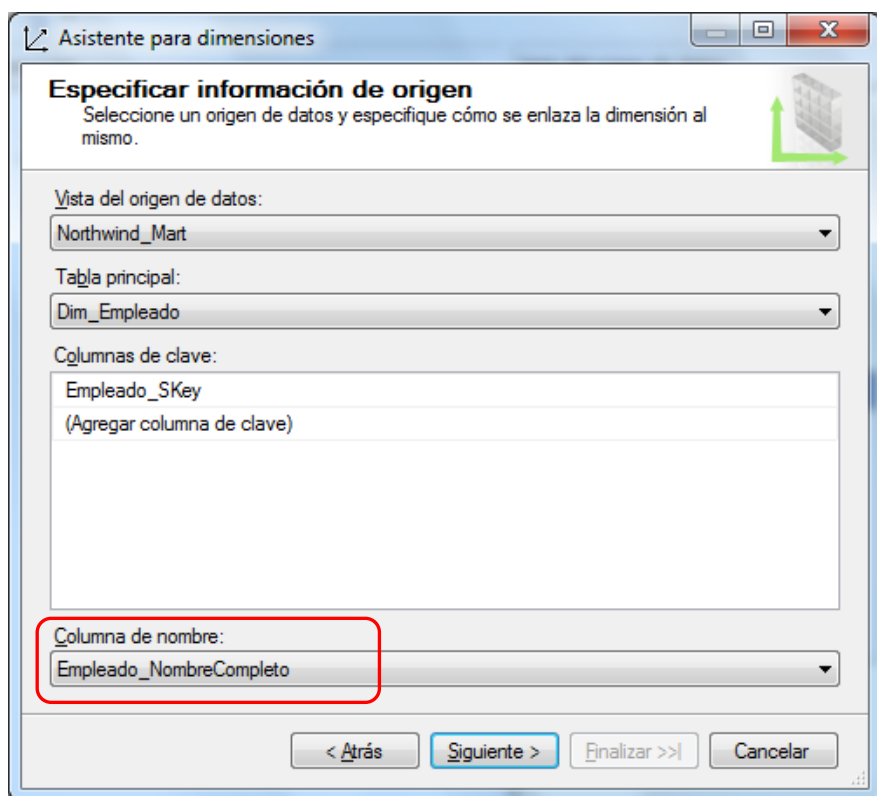 Asistente para dimensiones
Especificar información de origen
Seleccione un origen de datos y especifique cómo se enlaza la dimensión al
mismo.
Vista del origen de datos:
Northwind_Mart
Tabla principal:
Dim_Empleado
Columnas de clave:
Empleado_SKey
(Agregar columna de clave)
Columna de nombre:
Empleado_NombreCompleto
< Atrás
Siguiente >
Finalizar >>|
Cancelar